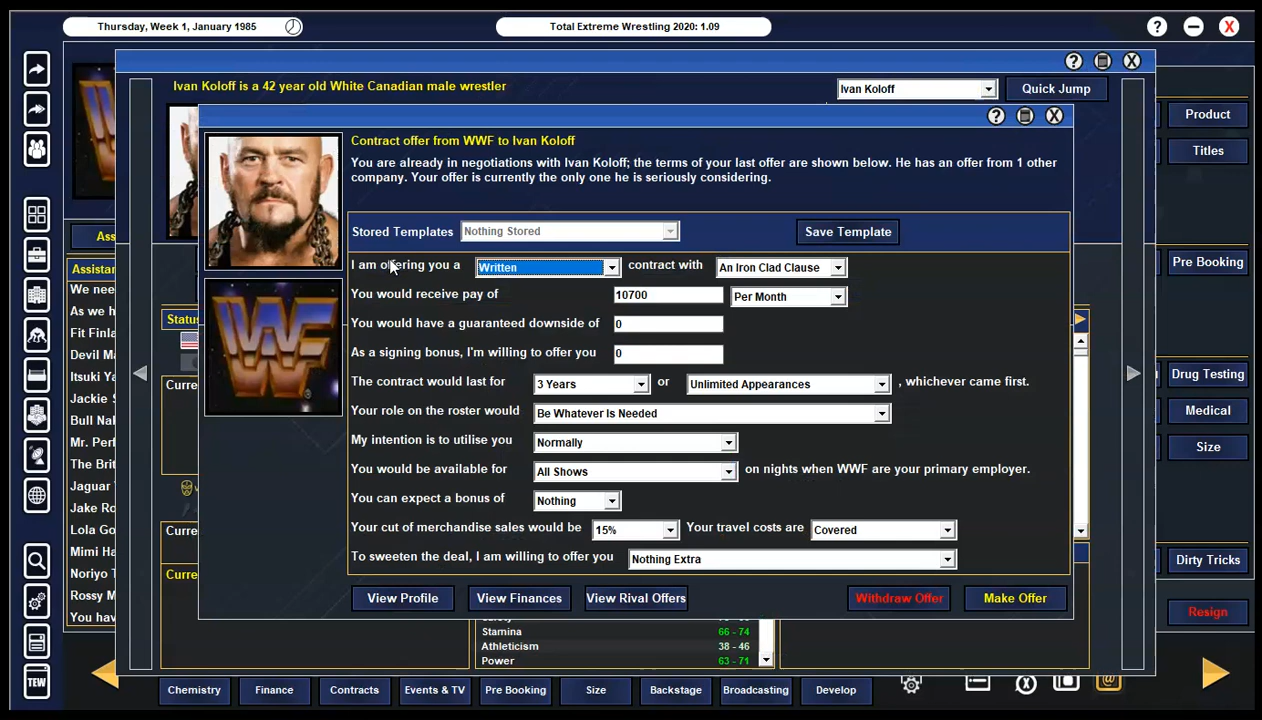 Thursday, Week 1, January 1985
Total Extreme Wrestling 2020: 1.09
Ivan Koloff is a 42 year old White Canadian male wrestler
Ivan Koloff
Quick Jump
Product
Titles
Contract offer from WWF to Ivan Koloff
You are already in negotiations with Ivan Koloff; the terms of your last offer are shown below. He has an offer from 1 other
company. Your offer is currently the only one he is seriously considering.
Stored Templates Nothing Stored
Save Template
Ass
Assistan
We nee
As we h
Fit Finla
Devil Ma
Itsuki Ya
Jackie S
Bull Nak
Mr. Perf
The Brit
Jaguar
Jake Ro
Lola Go
Mimi Ha
Noriyo T
Rossy M
You hav
Status
Curre
Curre
Curre
I am offering you a Written contract with An Iron Clad Clause
You would receive pay of 10700 Per Month
You would have a guaranteed downside of 0
As a signing bonus, I'm willing to offer you 0
The contract would last for 3 Years or Unlimited Appearances , whichever came first.
Your role on the roster would Be Whatever Is Needed
My intention is to utilise you Normally
You would be available for All Shows on nights when WWF are your primary employer.
You can expect a bonus of Nothing
Your cut of merchandise sales would be 15% Your travel costs are Covered
To sweeten the deal, I am willing to offer you Nothing Extra
View Profile
View Finances
View Rival Offers
Withdraw Offer
Make Offer
Pre Booking
Drug Testing
Medical
Size
Dirty Tricks
Resign
Stamina 66 - 74
Athleticism 38 - 46
Power 63 - 71
TEW
Chemistry
Finance
Contracts
Events & TV
Pre Booking
Size
Backstage
Broadcasting
Develop